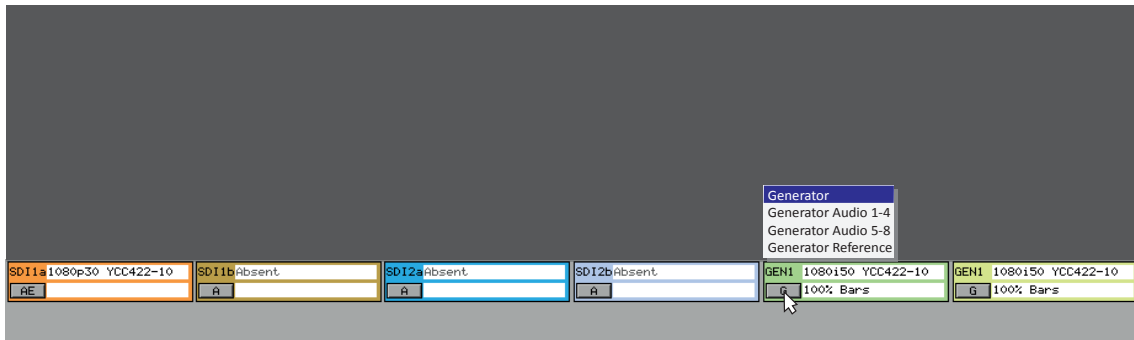 Generator
Generator Audio 1-4
Generator Audio 5-8
Generator Reference
SDI1a 1080p30 YCC422-10
AE
SDI1b Absent
A
SDI2a Absent
A
SDI2b Absent
A
GEN1 1080i50 YCC422-10
G 100% Bars
GEN1 1080i50 YCC422-10
G 100% Bars